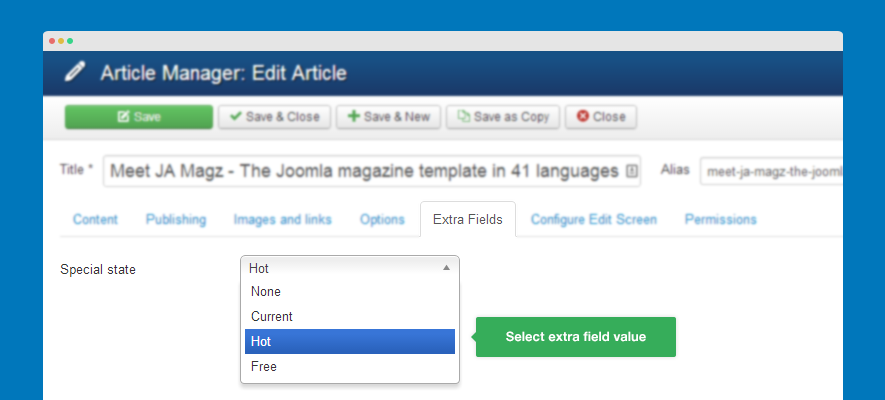 Article Manager: Edit Article
Save Save & Close Save & New Save as Copy Close
Title * Meet JA Magz - The Joomla magazine template in 41 languages Alias meet-ja-magz-the-jooml
Content Publishing Images and links Options Extra Fields Configure Edit Screen Permissions
Special state Hot
None
Current
Hot
Select extra field value
Free